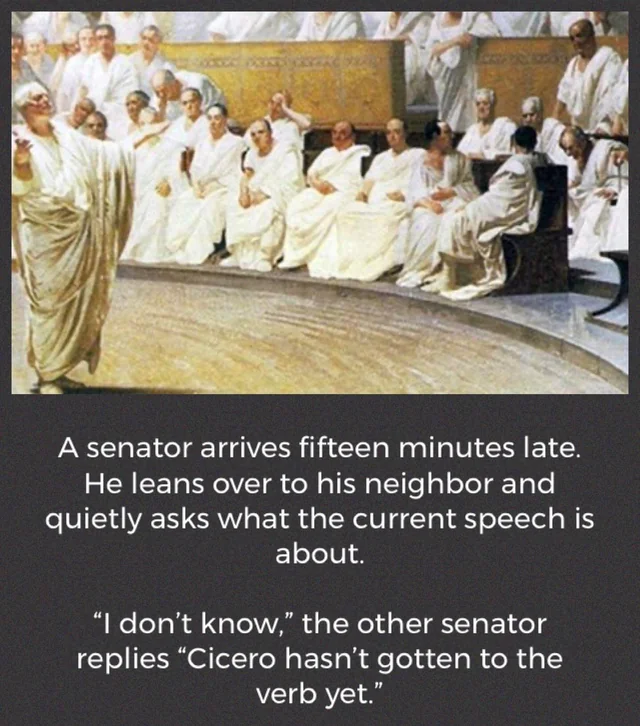 A senator arrives fifteen minutes late.
He leans over to his neighbor and
quietly asks what the current speech is
about.
“I don’t know,” the other senator
replies “Cicero hasn’t gotten to the
verb yet.”